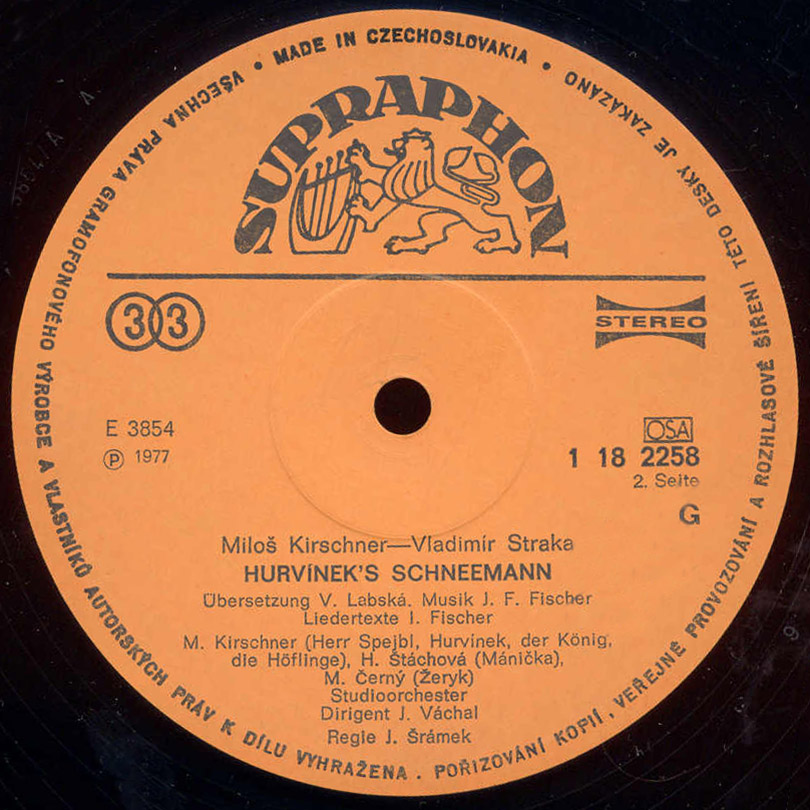 VŠECHNA PRÁVA GRAMOFONOVÉHO VÝROBCE A VLASTNÍKŮ AUTORSKÝCH PRÁV K DÍLU VYHRAŽENA . POŘIZOVÁNÍ KOPIÍ, VEŘEJNÉ PROVOZOVÁNÍ A ROZHLASOVÉ ŠÍŘENÍ TÉTO DESKY JE ZAKÁZÁNO
• MADE IN CZECHOSLOVAKIA •
SUPRAPHON
33
STEREO
E 3854
Ⓟ 1977
OSA
1 18 2258
2. Seite
G
Miloš Kirschner—Vladimír Straka
HURVÍNEK'S SCHNEEMANN
Übersetzung V. Labská. Musik J. F. Fischer
Liedertexte I. Fischer
M. Kirschner (Herr Spejbl, Hurvínek, der König,
die Höflinge), H. Štáchová (Mánička),
M. Černý (Žeryk)
Studioorchester
Dirigent J. Váchal
Regie J. Šrámek